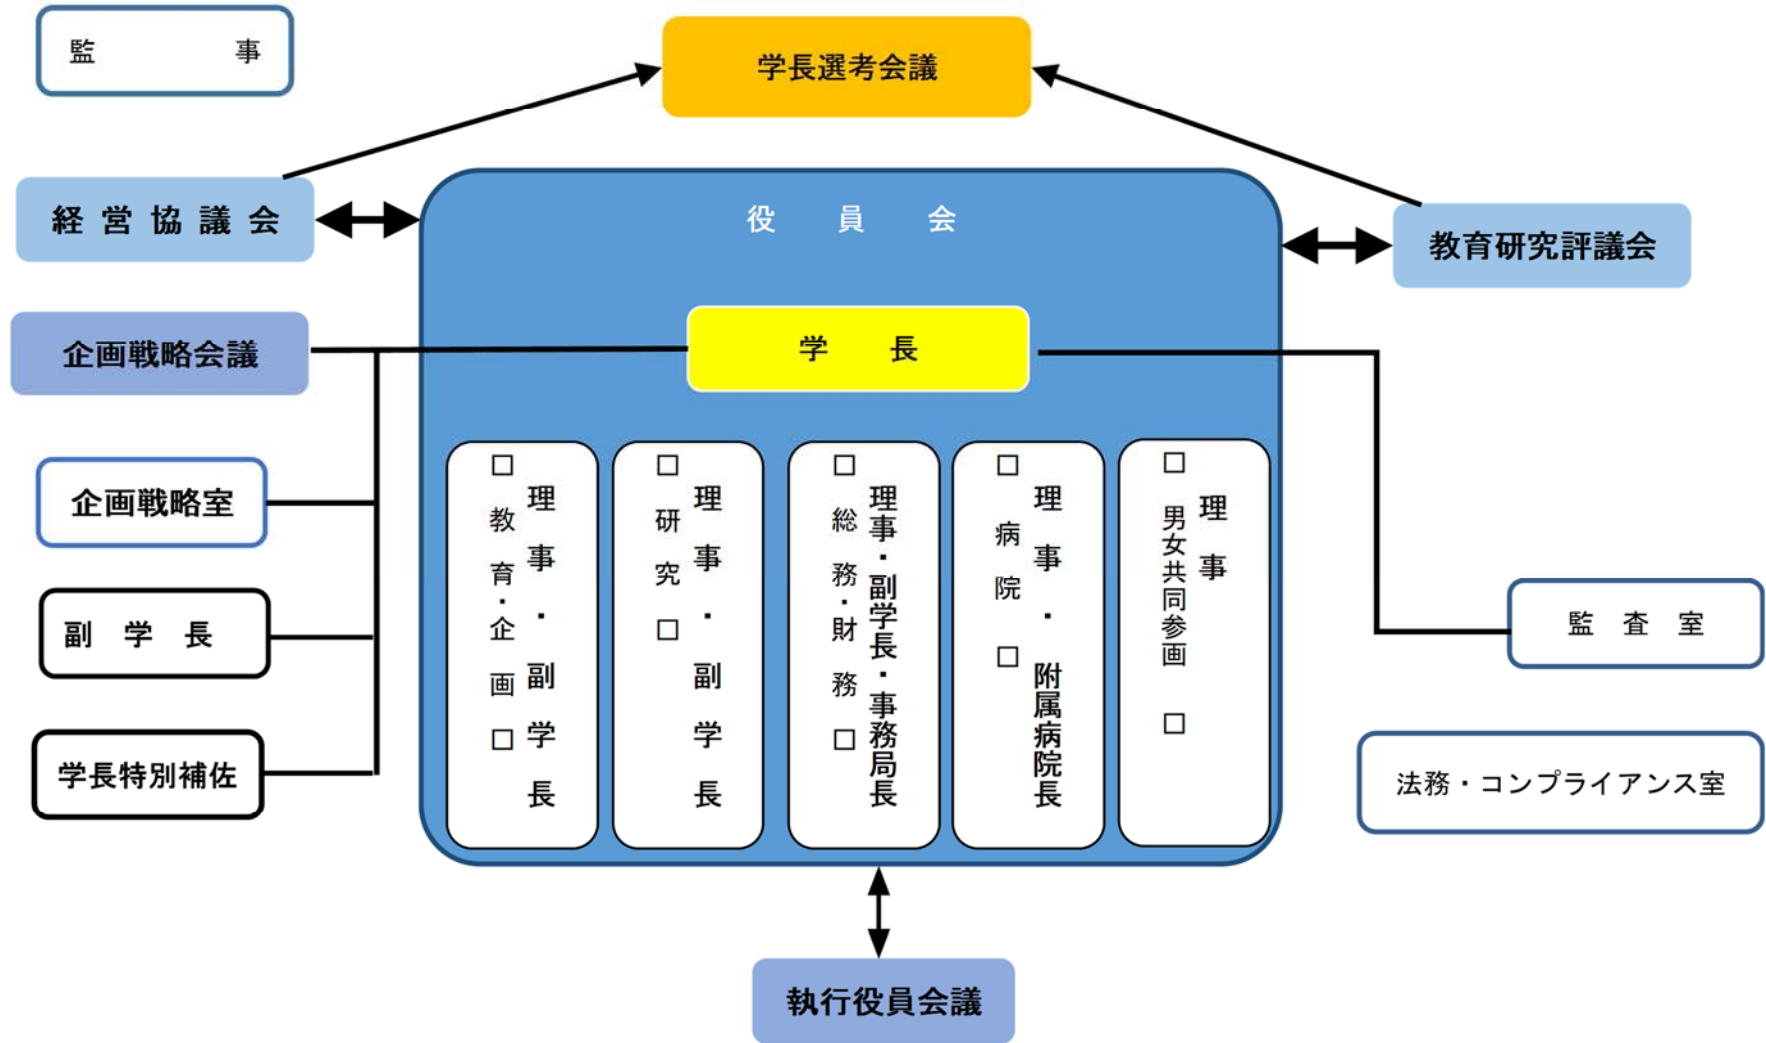 監事
学長選考会議
経営協議会
役員会
教育研究評議会
企画戦略会議
学長
企画戦略室
副学長
学長特別補佐
理事・副学長
□教育・企画□
理事・副学長
□研究□
理事・副学長・事務局長
□総務・財務□
理事・附属病院長
□病院□
理事
□男女共同参画□
監査室
法務・コンプライアンス室
執行役員会議